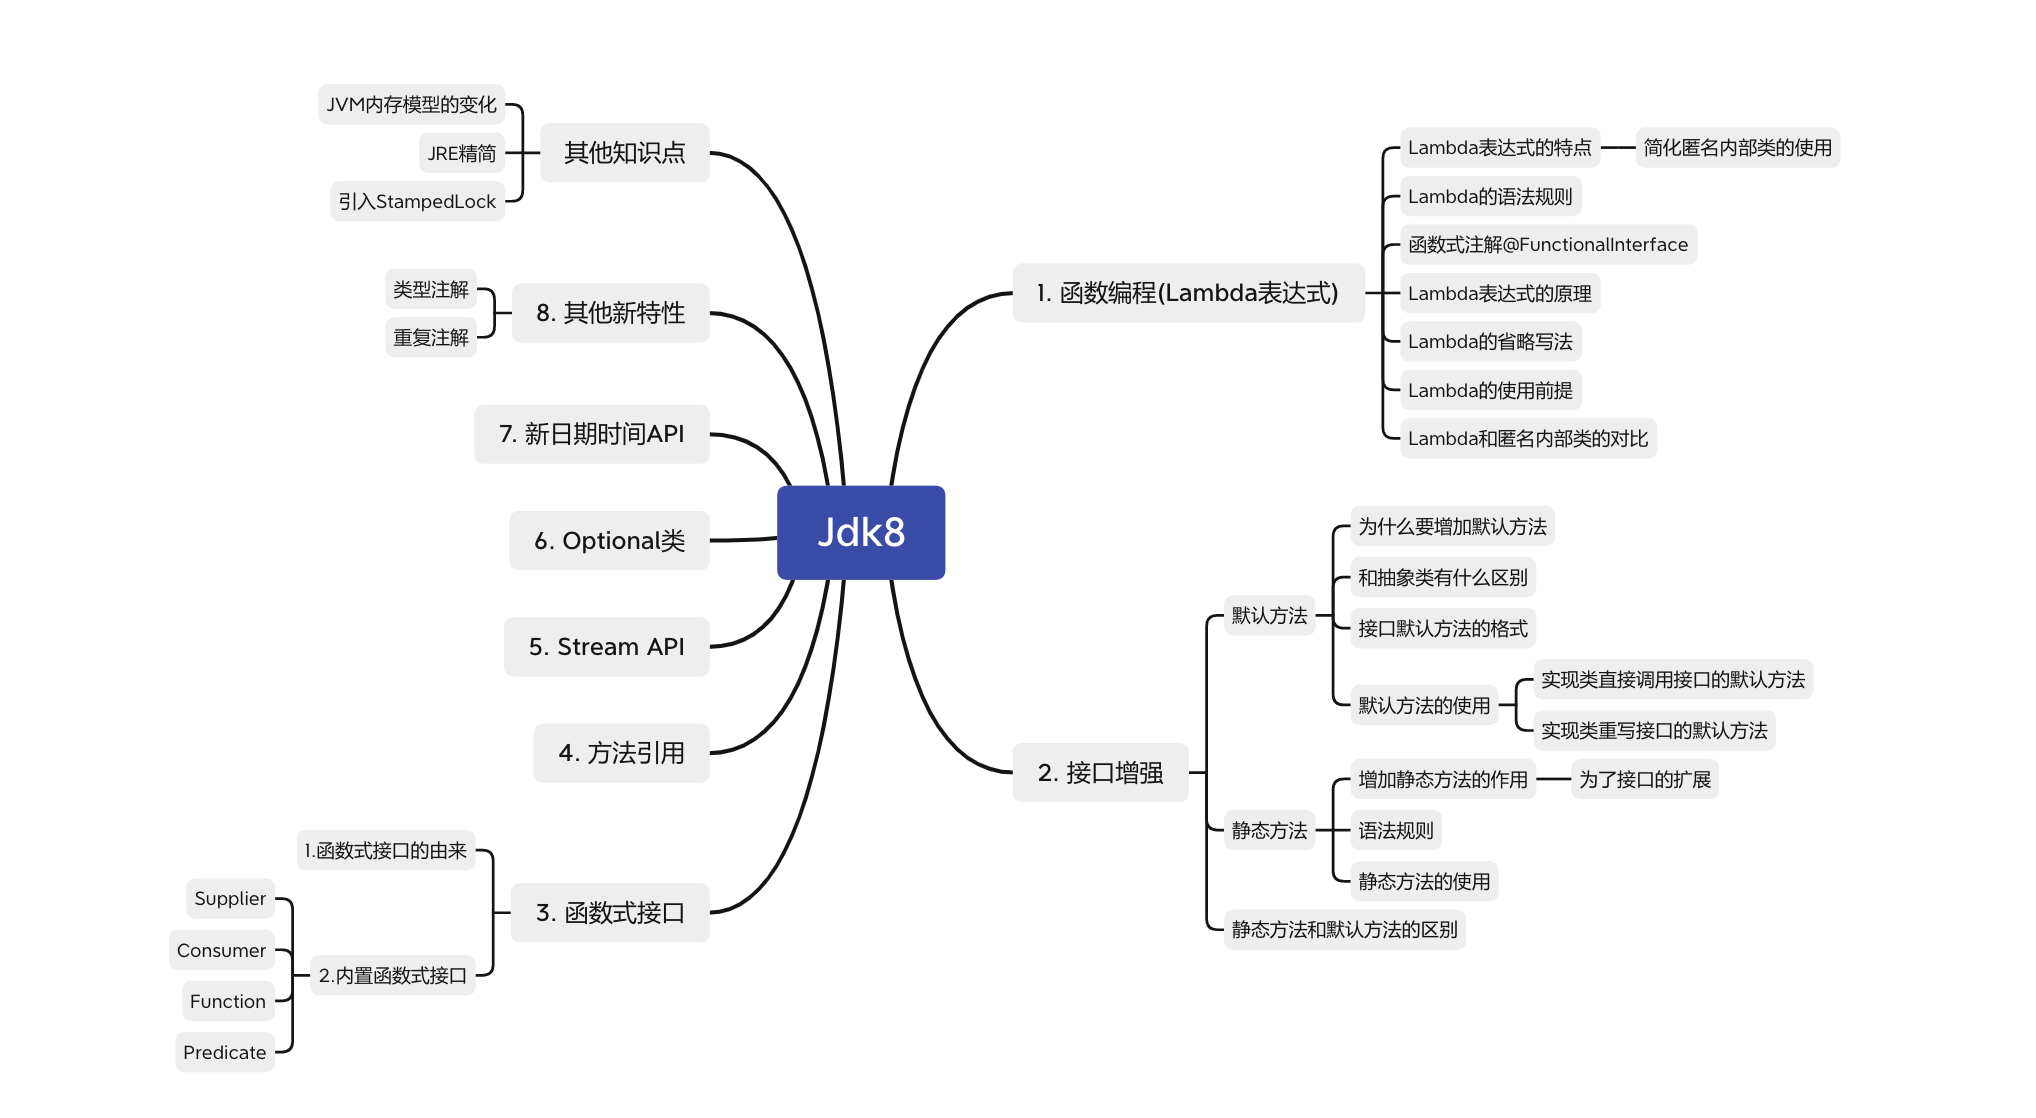 Jdk8
1. 函数编程(Lambda表达式)
Lambda表达式的特点
简化匿名内部类的使用
Lambda的语法规则
函数式注解@FunctionalInterface
Lambda表达式的原理
Lambda的省略写法
Lambda的使用前提
Lambda和匿名内部类的对比
2. 接口增强
默认方法
为什么要增加默认方法
和抽象类有什么区别
接口默认方法的格式
默认方法的使用
实现类直接调用接口的默认方法
实现类重写接口的默认方法
静态方法
增加静态方法的作用
为了接口的扩展
语法规则
静态方法的使用
静态方法和默认方法的区别
3. 函数式接口
1.函数式接口的由来
2.内置函数式接口
Supplier
Consumer
Function
Predicate
4. 方法引用
5. Stream API
6. Optional类
7. 新日期时间API
8. 其他新特性
类型注解
重复注解
其他知识点
JVM内存模型的变化
JRE精简
引入StampedLock